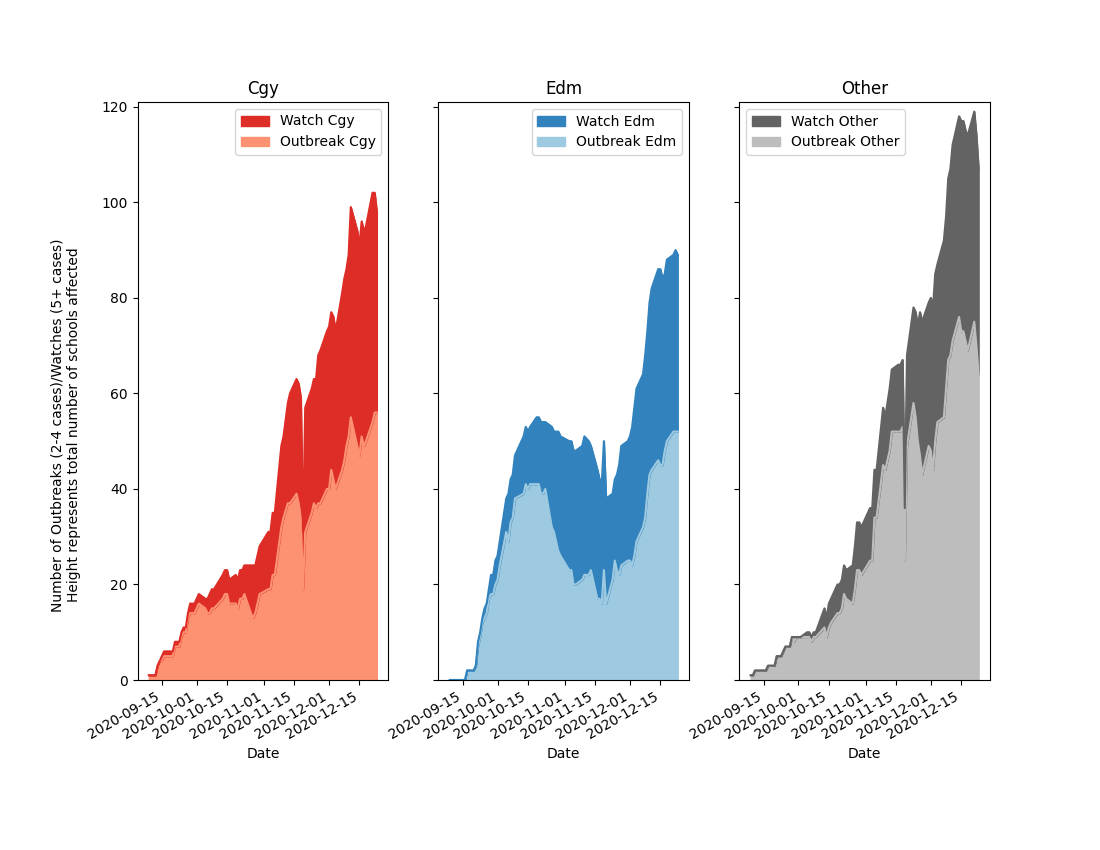 Cgy
Edm
Other
Number of Outbreaks (2-4 cases)/Watches (5+ cases)
Height represents total number of schools affected
120
100
80
60
40
20
0
Watch Cgy
Outbreak Cgy
Watch Edm
Outbreak Edm
Watch Other
Outbreak Other
2020-09-15
2020-10-01
2020-10-15
2020-11-01
2020-11-15
2020-12-01
2020-12-15
2020-09-15
2020-10-01
2020-10-15
2020-11-01
2020-11-15
2020-12-01
2020-12-15
2020-09-15
2020-10-01
2020-10-15
2020-11-01
2020-11-15
2020-12-01
2020-12-15
Date
Date
Date